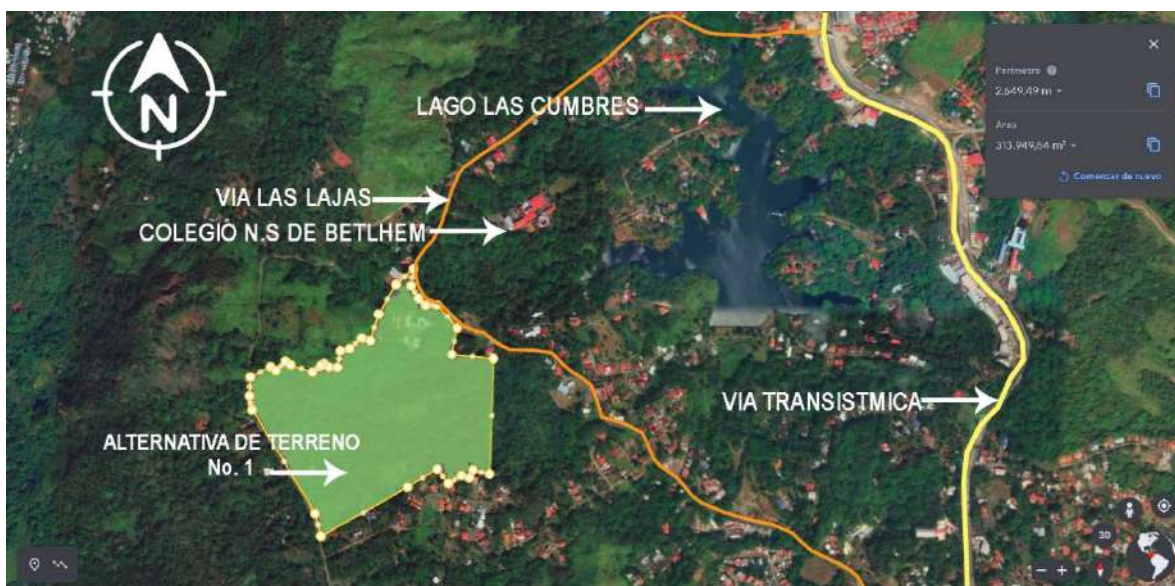 N
LAGO LAS CUMBRES
VIA LAS LAJAS
COLEGIO N.S DE BETLHEM
VIA TRANSISTMICA
ALTERNATIVA DE TERRENO
No. 1
Perímetro
2.649,49 m
Área
313.949,64 m²
Comenzar de nuevo
2D